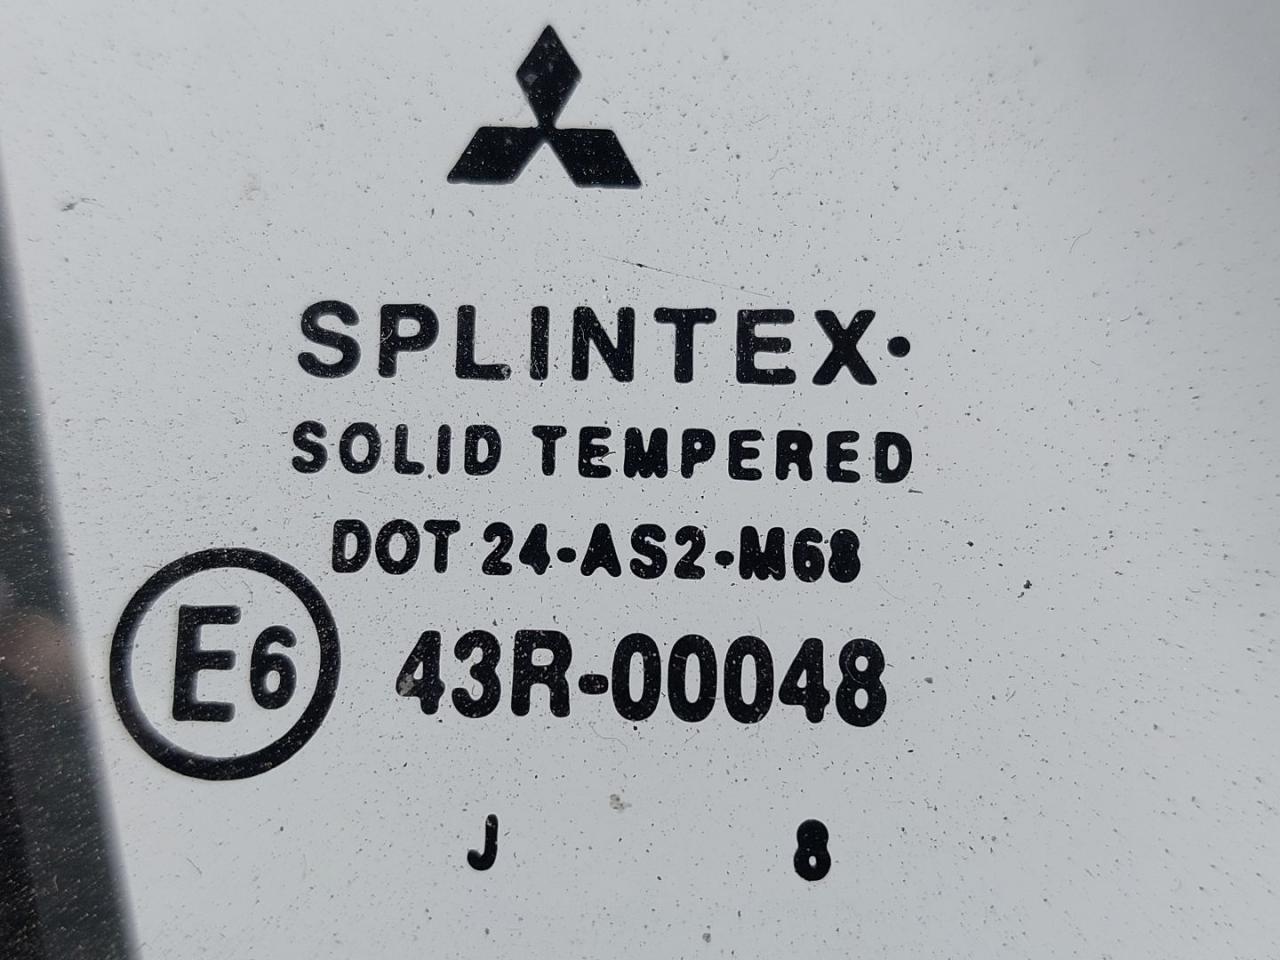 SPLINTEX·
SOLID TEMPERED
DOT 24-AS2-M68
E6 43R-00048
J 8